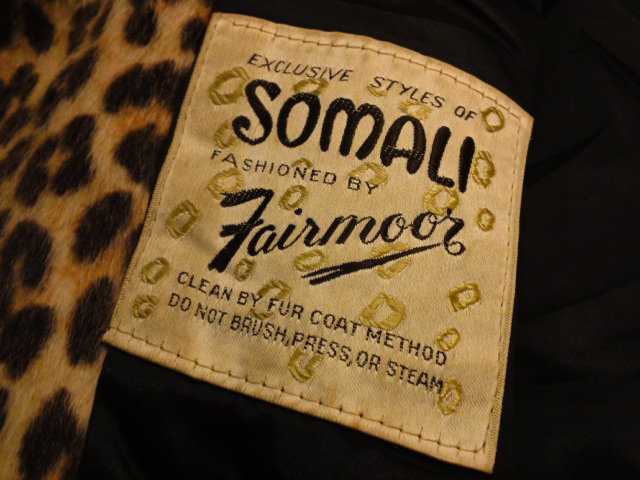 EXCLUSIVE STYLES OF
SOMALI
FASHIONED BY
Fairmoor
CLEAN BY FUR COAT METHOD
DO NOT BRUSH, PRESS, OR STEAM